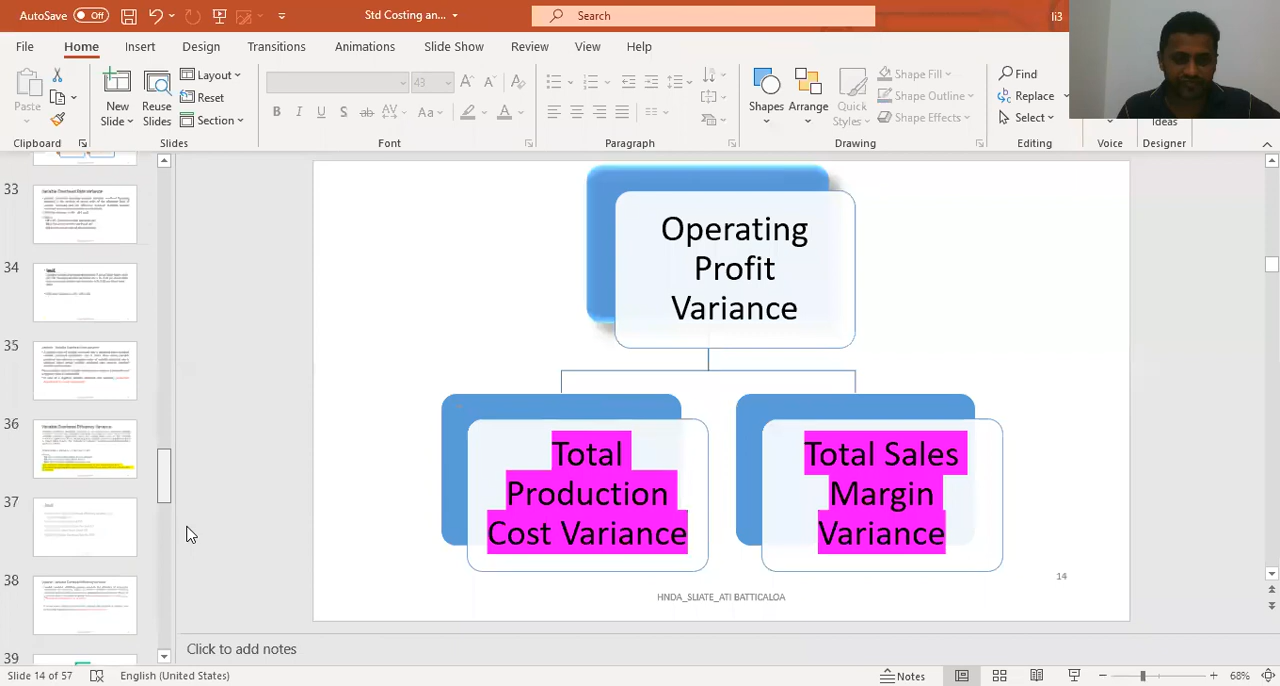 AutoSave Off Std Costing an... Search li3
File Home Insert Design Transitions Animations Slide Show Review View Help
Paste New Slide Reuse Slides Layout Reset Section 43 Shapes Arrange Quick Styles Shape Fill Shape Outline Shape Effects Find Replace Select Ideas
Clipboard Slides Font Paragraph Drawing Editing Voice Designer
33
34
35
36
37
38
39
Operating
Profit
Variance
Total
Production
Cost Variance
Total Sales
Margin
Variance
14
HNDA_SLIATE_ATI BATTICALOA
Click to add notes
Slide 14 of 57 English (United States) Notes 68%